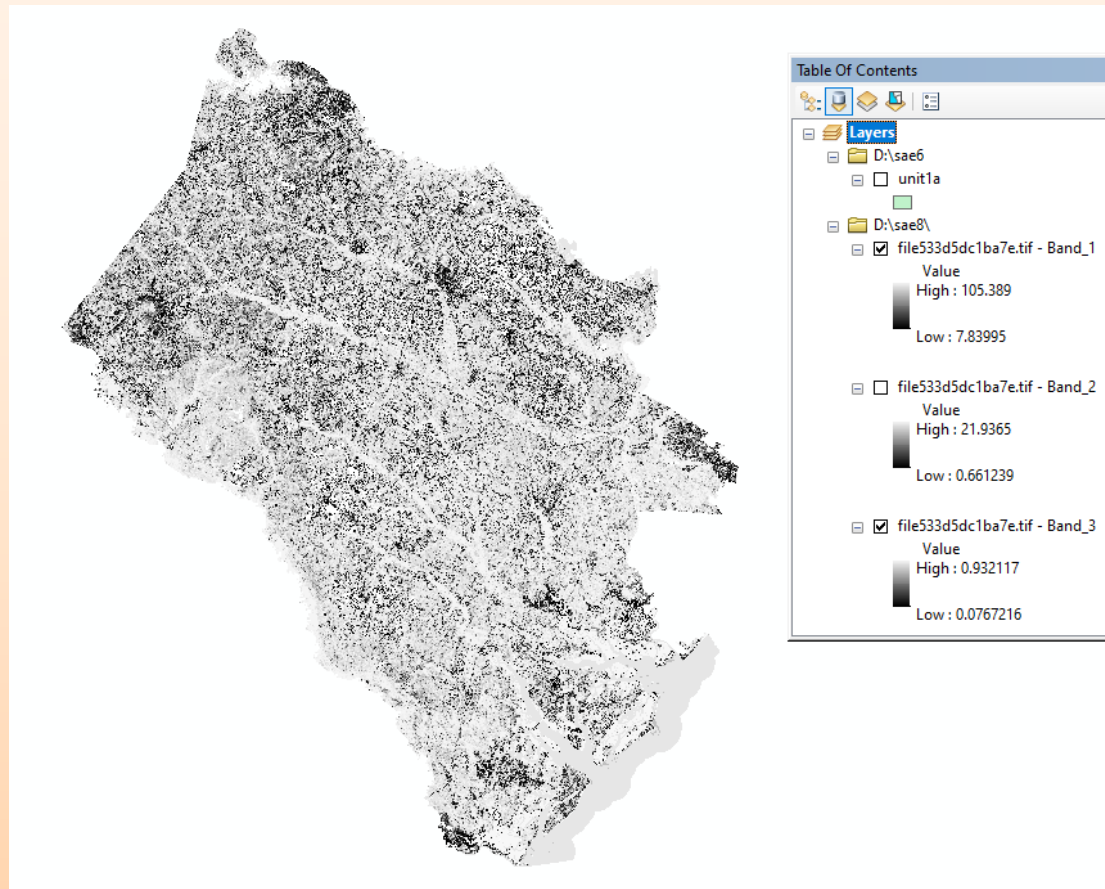 Table Of Contents
Layers
D:\sae6
unit1a
D:\sae8\
file533d5dc1ba7e.tif - Band_1
Value
High : 105.389
Low : 7.83995
file533d5dc1ba7e.tif - Band_2
Value
High : 21.9365
Low : 0.661239
file533d5dc1ba7e.tif - Band_3
Value
High : 0.932117
Low : 0.0767216